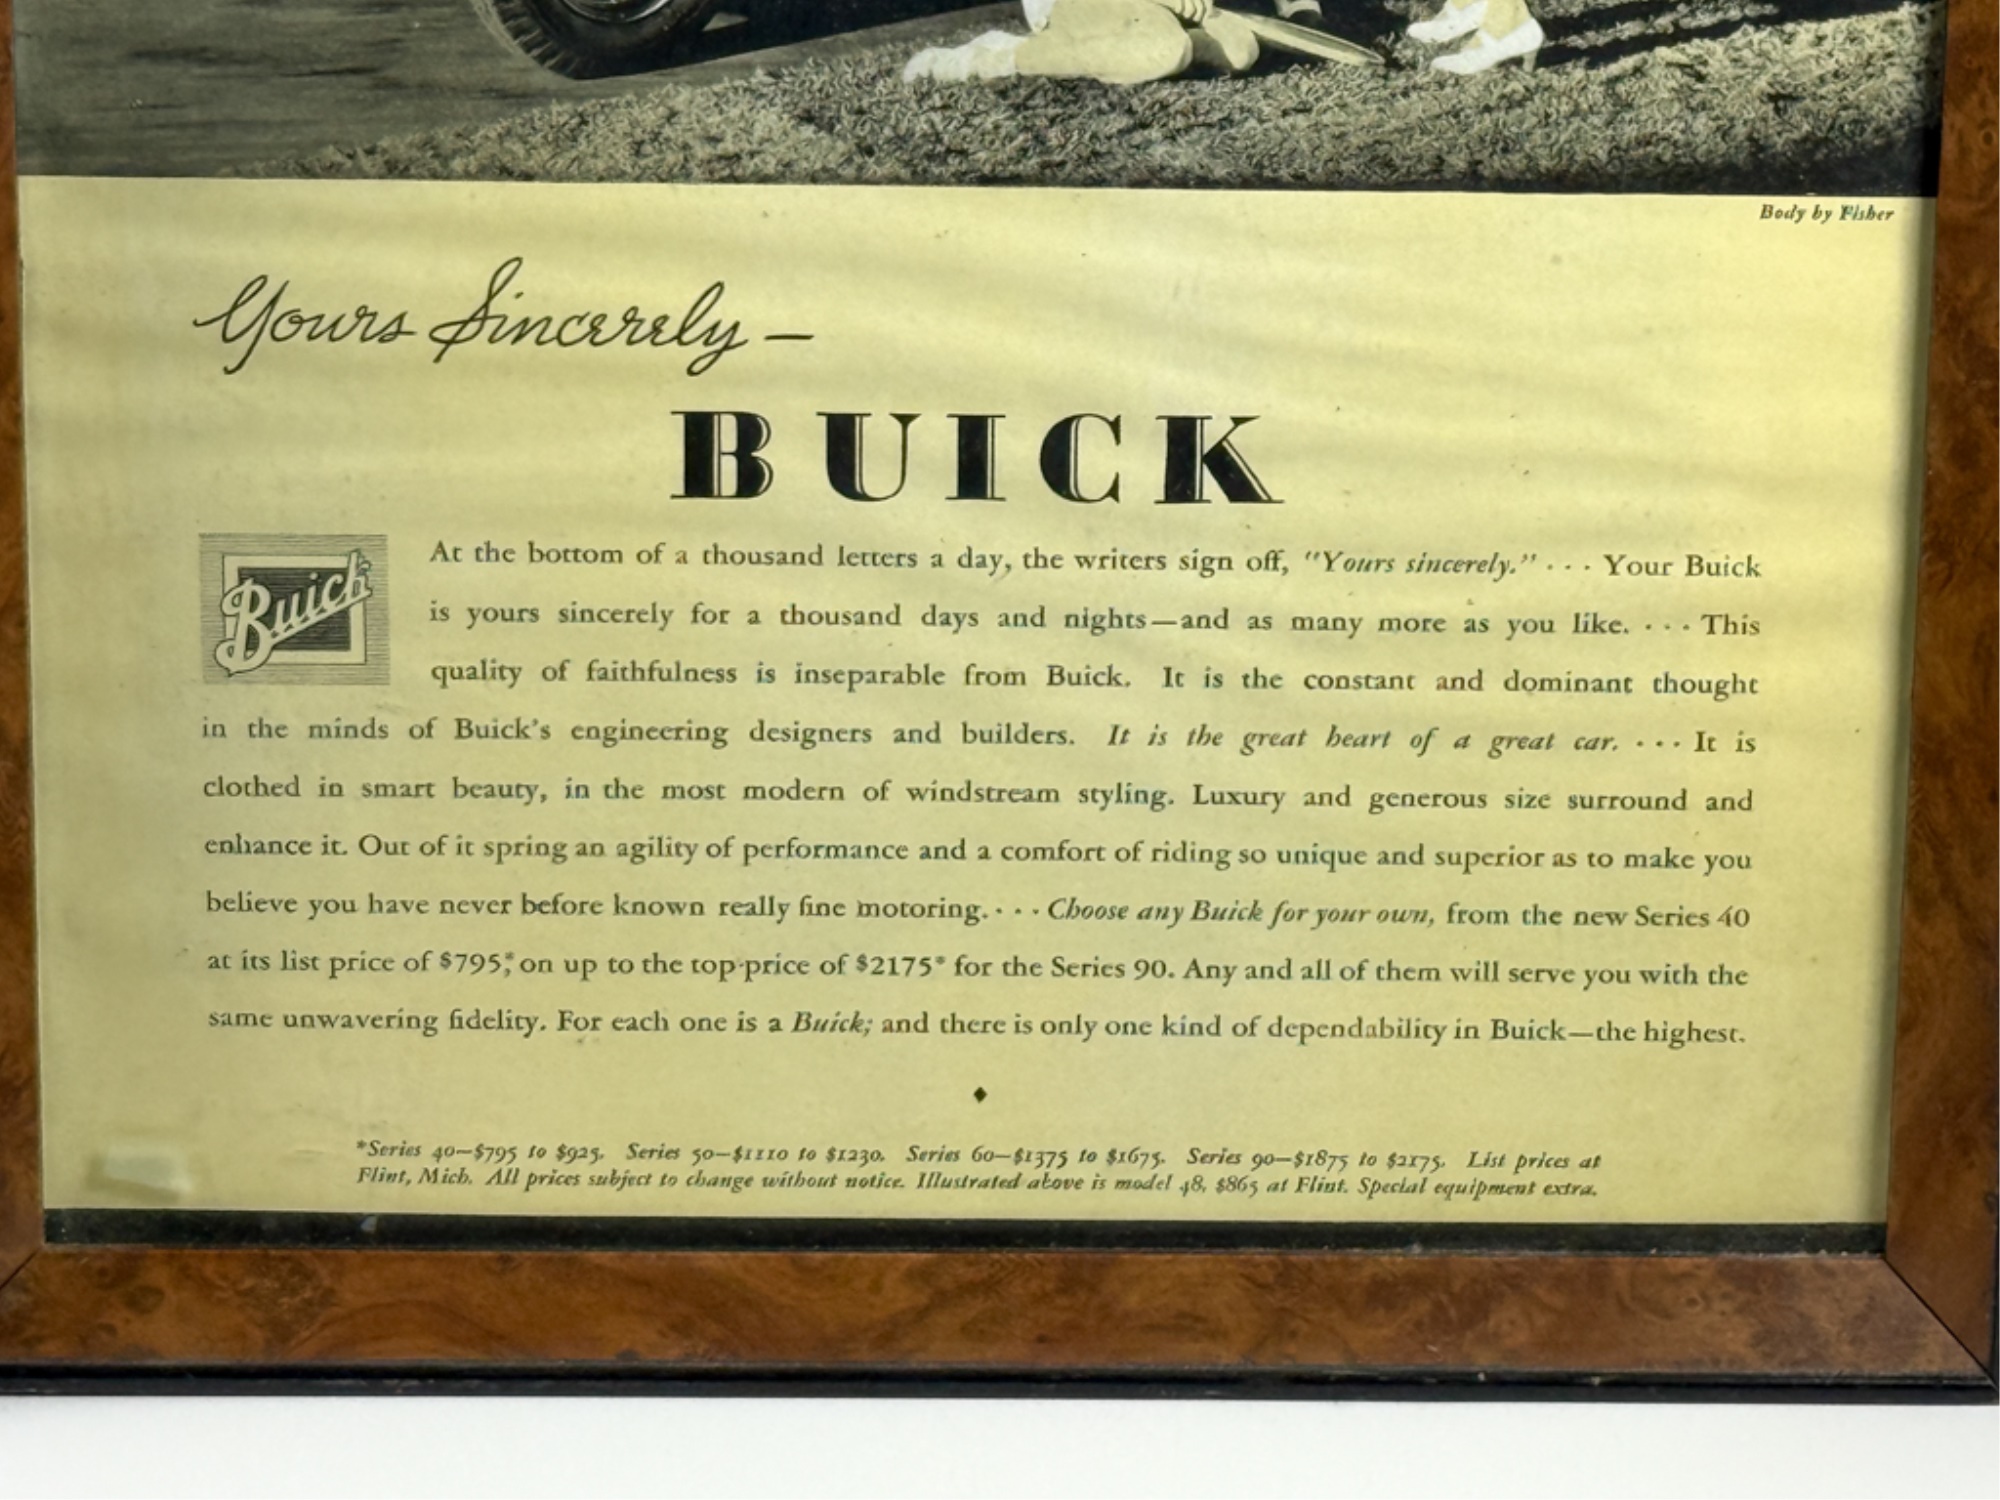 Body by Fisher
Yours Sincerely —
BUICK
Buick
At the bottom of a thousand letters a day, the writers sign off, "Yours sincerely." . . . Your Buick
is yours sincerely for a thousand days and nights—and as many more as you like. . . . This
quality of faithfulness is inseparable from Buick. It is the constant and dominant thought
in the minds of Buick's engineering designers and builders. It is the great heart of a great car. . . . It is
clothed in smart beauty, in the most modern of windstream styling. Luxury and generous size surround and
enhance it. Out of it spring an agility of performance and a comfort of riding so unique and superior as to make you
believe you have never before known really fine motoring. . . . Choose any Buick for your own, from the new Series 40
at its list price of $795,* on up to the top-price of $2175* for the Series 90. Any and all of them will serve you with the
same unwavering fidelity. For each one is a Buick; and there is only one kind of dependability in Buick—the highest.
*Series 40—$795 to $925. Series 50—$1110 to $1230. Series 60—$1375 to $1675. Series 90—$1875 to $2175. List prices at
Flint, Mich. All prices subject to change without notice. Illustrated above is model 48, $865 at Flint. Special equipment extra.